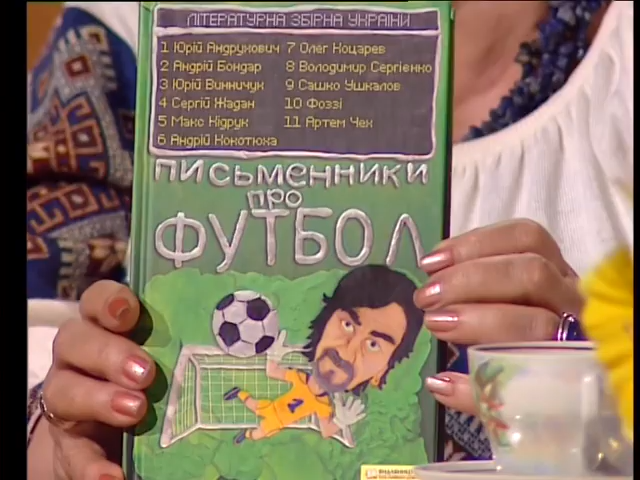 ЛІТЕРАТУРНА ЗБІРНА УКРАЇНИ
1 Юрій Андрухович 7 Олег Коцарев
2 Андрій Бондар 8 Володимир Сергієнко
3 Юрій Винничук 9 Сашко Ушкалов
4 Сергій Жадан 10 Фоззі
5 Макс Кідрук 11 Артем Чех
6 Андрій Кокотюха
ПИСЬМЕННИКИ
про
ФУТБОЛ
1